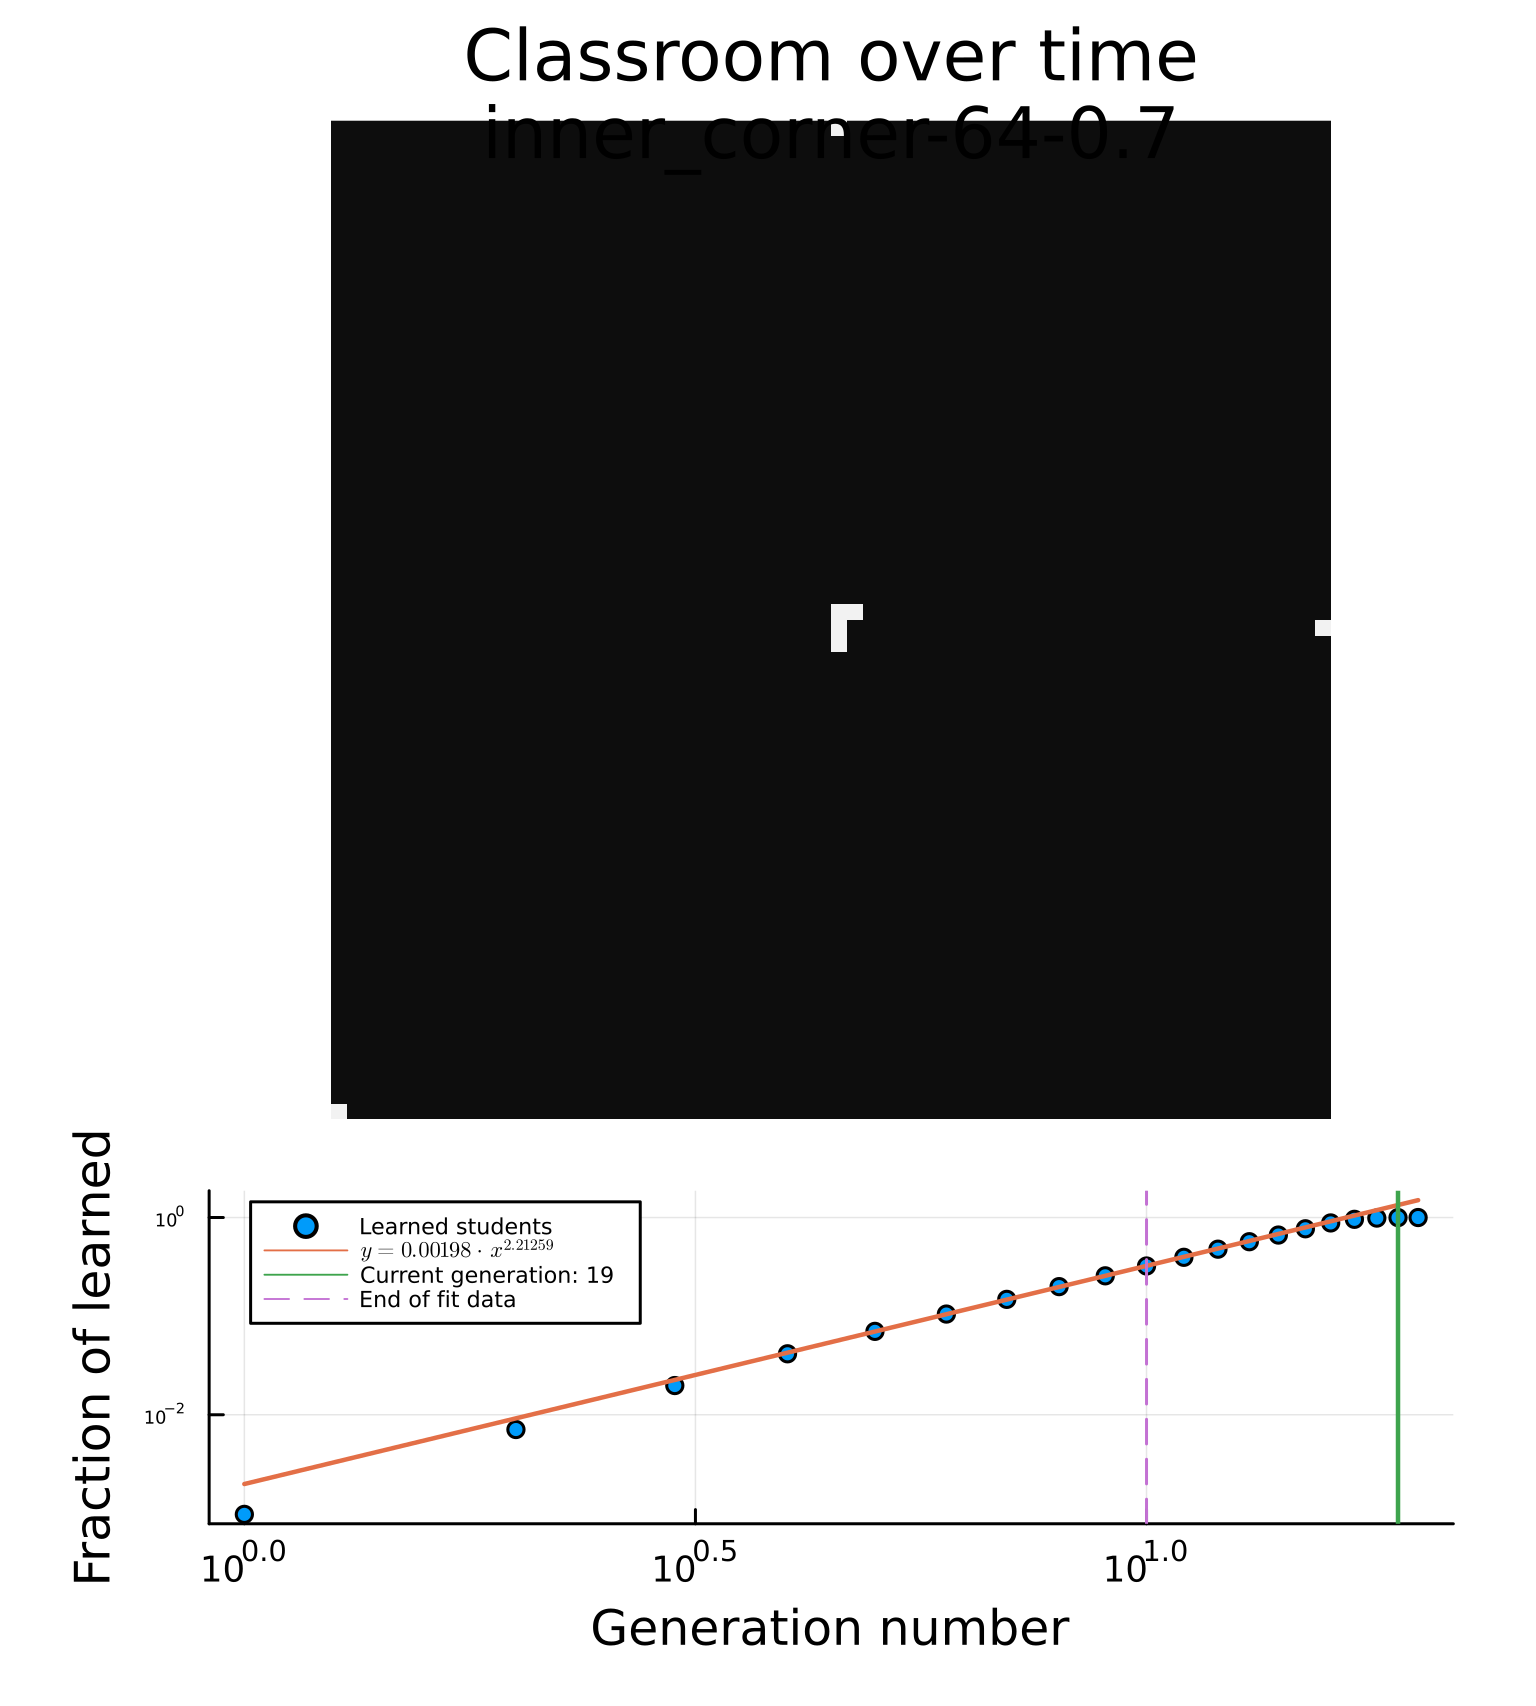 Classroom over time
inner_corner-64-0.7
Fraction of learned
10^0
10^-2
Learned students
y = 0.00198 · x^2.21259
Current generation: 19
End of fit data
10^0.0
10^0.5
10^1.0
Generation number